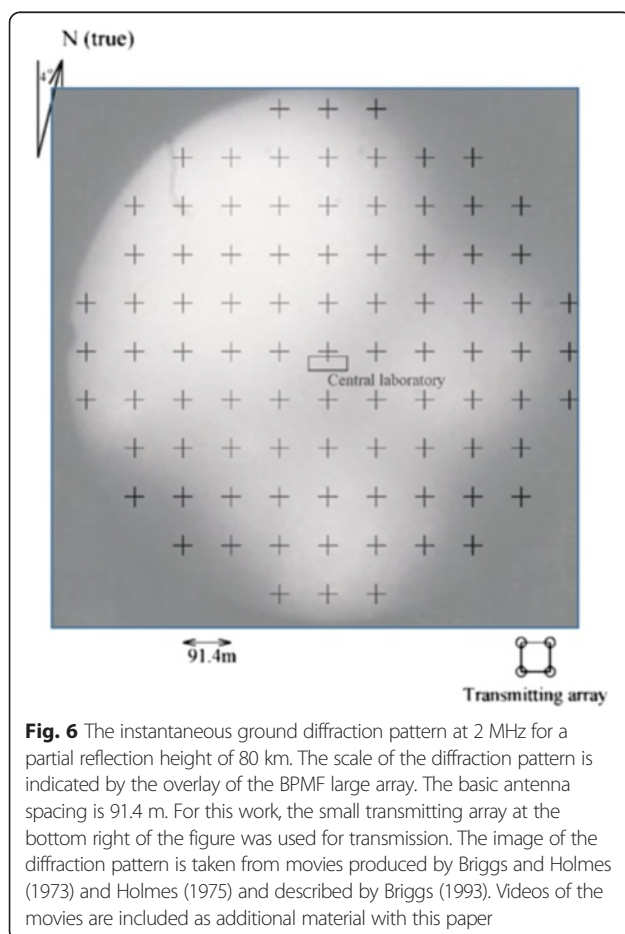 N (true)
4°
Central laboratory
91.4m
Transmitting array
Fig. 6 The instantaneous ground diffraction pattern at 2 MHz for a
partial reflection height of 80 km. The scale of the diffraction pattern is
indicated by the overlay of the BPMF large array. The basic antenna
spacing is 91.4 m. For this work, the small transmitting array at the
bottom right of the figure was used for transmission. The image of the
diffraction pattern is taken from movies produced by Briggs and Holmes
(1973) and Holmes (1975) and described by Briggs (1993). Videos of the
movies are included as additional material with this paper